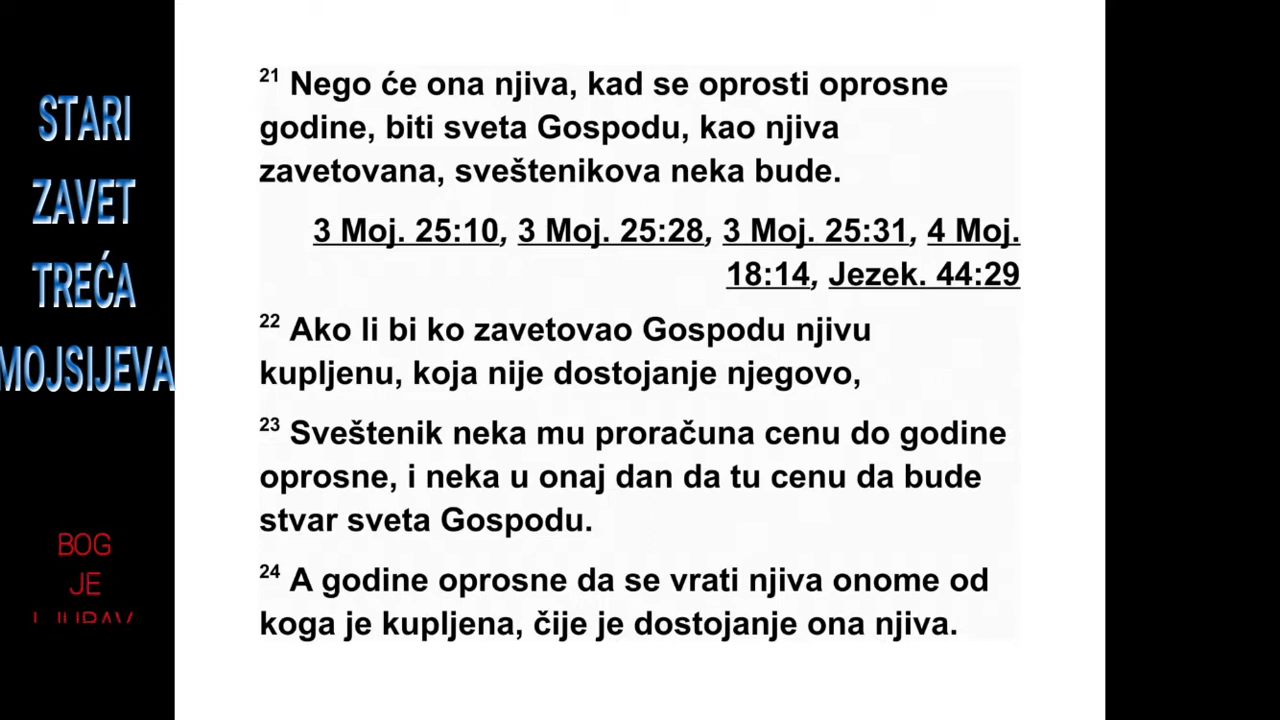 STARI
ZAVET
TREĆA
MOJSIJEVA
BOG
JE
LJUBAV
21 Nego će ona njiva, kad se oprosti oprosne
godine, biti sveta Gospodu, kao njiva
zavetovana, sveštenikova neka bude.
3 Moj. 25:10, 3 Moj. 25:28, 3 Moj. 25:31, 4 Moj.
18:14, Jezek. 44:29
22 Ako li bi ko zavetovao Gospodu njivu
kupljenu, koja nije dostojanje njegovo,
23 Sveštenik neka mu proračuna cenu do godine
oprosne, i neka u onaj dan da tu cenu da bude
stvar sveta Gospodu.
24 A godine oprosne da se vrati njiva onome od
koga je kupljena, čije je dostojanje ona njiva.